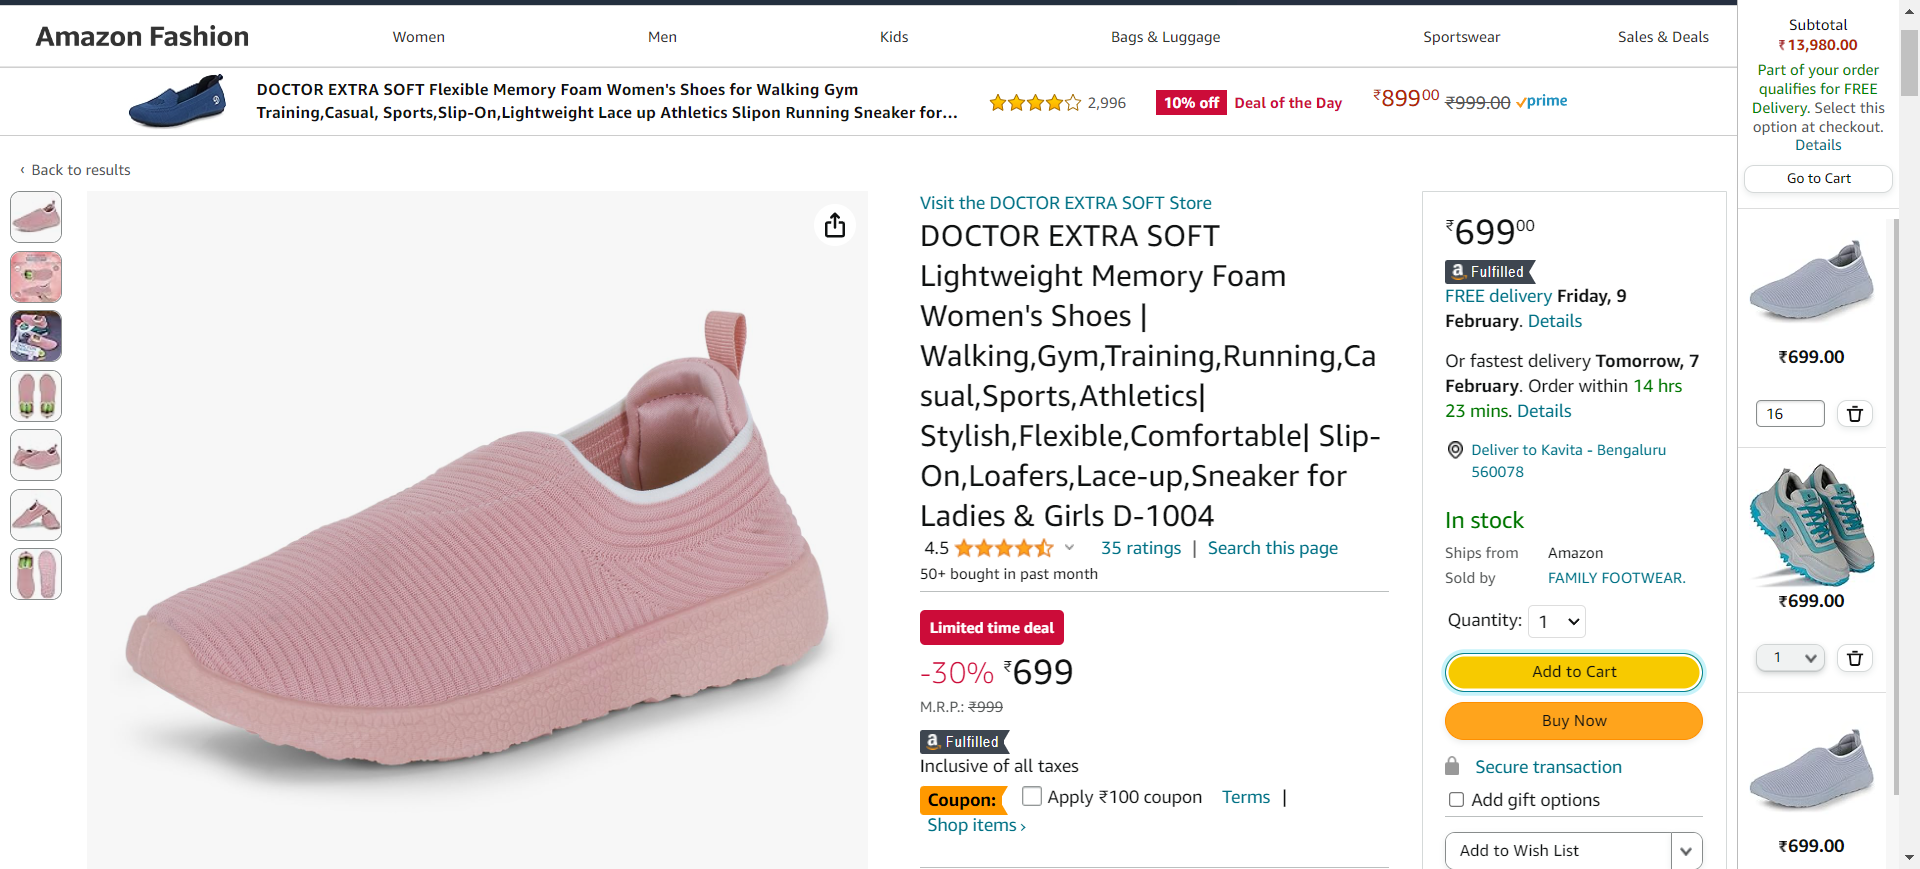 Amazon Fashion
Women
Men
Kids
Bags & Luggage
Sportswear
Sales & Deals
DOCTOR EXTRA SOFT Flexible Memory Foam Women's Shoes for Walking Gym
Training,Casual, Sports,Slip-On,Lightweight Lace up Athletics Slipon Running Sneaker for...
2,996
10% off Deal of the Day
₹89900 ₹999.00 prime
‹ Back to results
Visit the DOCTOR EXTRA SOFT Store
DOCTOR EXTRA SOFT
Lightweight Memory Foam
Women's Shoes |
Walking,Gym,Training,Running,Ca
sual,Sports,Athletics|
Stylish,Flexible,Comfortable| Slip-
On,Loafers,Lace-up,Sneaker for
Ladies & Girls D-1004
4.5 35 ratings | Search this page
50+ bought in past month
Limited time deal
-30% ₹699
M.R.P.: ₹999
a Fulfilled
Inclusive of all taxes
Coupon: Apply ₹100 coupon Terms |
Shop items ›
₹69900
a Fulfilled
FREE delivery Friday, 9
February. Details
Or fastest delivery Tomorrow, 7
February. Order within 14 hrs
23 mins. Details
Deliver to Kavita - Bengaluru
560078
In stock
Ships from Amazon
Sold by FAMILY FOOTWEAR.
Quantity: 1
Add to Cart
Buy Now
Secure transaction
Add gift options
Add to Wish List
Subtotal
₹13,980.00
Part of your order
qualifies for FREE
Delivery. Select this
option at checkout.
Details
Go to Cart
₹699.00
16
₹699.00
1
₹699.00